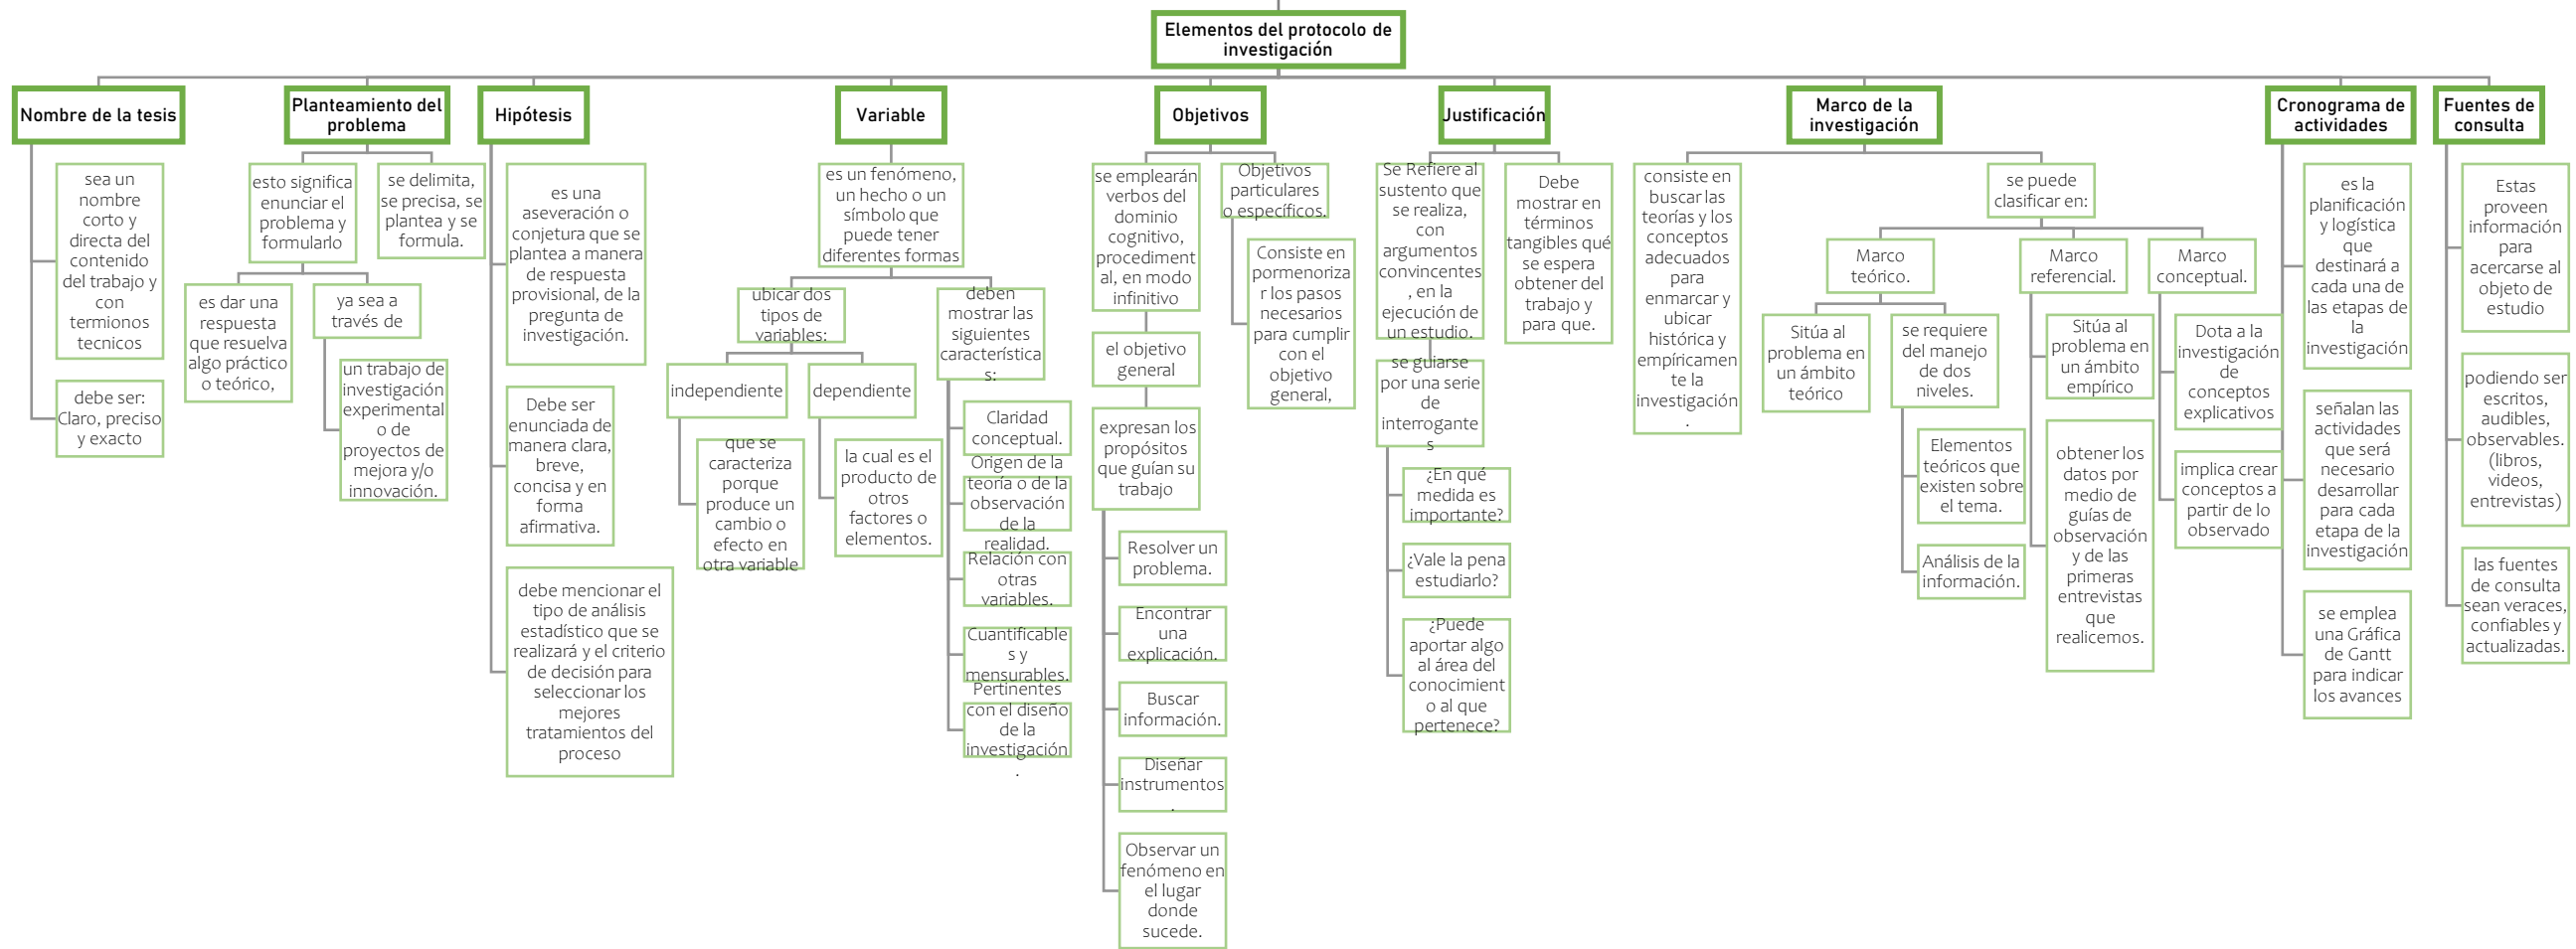 Elementos del protocolo de
investigación
Nombre de la tesis
sea un
nombre
corto y
directa del
contenido
del trabajo y
con
termionos
tecnicos
debe ser:
Claro, preciso
y exacto
Planteamiento del
problema
esto significa
enunciar el
problema y
formularlo
es dar una
respuesta
que resuelva
algo práctico
o teórico,
ya sea a
través de
un trabajo de
investigación
experimental
o de
proyectos de
mejora y/o
innovación.
se delimita,
se precisa, se
plantea y se
formula.
Hipótesis
es una
aseveración o
conjetura que se
plantea a manera
de respuesta
provisional, de la
pregunta de
investigación.
Debe ser
enunciada de
manera clara,
breve,
concisa y en
forma
afirmativa.
debe mencionar el
tipo de análisis
estadístico que se
realizará y el criterio
de decisión para
seleccionar los
mejores
tratamientos del
proceso
Variable
es un fenómeno,
un hecho o un
símbolo que
puede tener
diferentes formas
ubicar dos
tipos de
variables:
independiente
que se
caracteriza
porque
produce un
cambio o
efecto en
otra variable
dependiente
la cual es el
producto de
otros
factores o
elementos.
deben
mostrar las
siguientes
característica
s:
Claridad
conceptual.
Origen de la
teoría o de la
observación
de la
realidad.
Relación con
otras
variables.
Cuantificable
s y
mensurables.
Pertinentes
con el diseño
de la
investigación
.
Objetivos
se emplearán
verbos del
dominio
cognitivo,
procediment
al, en modo
infinitivo
el objetivo
general
expresan los
propósitos
que guían su
trabajo
Resolver un
problema.
Encontrar
una
explicación.
Buscar
información.
Diseñar
instrumentos
.
Observar un
fenómeno en
el lugar
donde
sucede.
Objetivos
particulares
o específicos.
Consiste en
pormenoriza
r los pasos
necesarios
para cumplir
con el
objetivo
general,
Justificación
Se Refiere al
sustento que
se realiza,
con
argumentos
convincentes
, en la
ejecución de
un estudio.
se guiarse
por una serie
de
interrogante
s
¿En qué
medida es
importante?
¿Vale la pena
estudiarlo?
¿Puede
aportar algo
al área del
conocimient
o al que
pertenece?
Debe
mostrar en
términos
tangibles qué
se espera
obtener del
trabajo y
para que.
Marco de la
investigación
consiste en
buscar las
teorías y los
conceptos
adecuados
para
enmarcar y
ubicar
histórica y
empíricamen
te la
investigación
.
se puede
clasificar en:
Marco
teórico.
Sitúa al
problema en
un ámbito
teórico
se requiere
del manejo
de dos
niveles.
Elementos
teóricos que
existen sobre
el tema.
Análisis de la
información.
Marco
referencial.
Sitúa al
problema en
un ámbito
empírico
obtener los
datos por
medio de
guías de
observación
y de las
primeras
entrevistas
que
realicemos.
Marco
conceptual.
Dota a la
investigación
de
conceptos
explicativos
implica crear
conceptos a
partir de lo
observado
Cronograma de
actividades
es la
planificación
y logística
que
destinará a
cada una de
las etapas de
la
investigación
señalan las
actividades
que será
necesario
desarrollar
para cada
etapa de la
investigación
se emplea
una Gráfica
de Gantt
para indicar
los avances
Fuentes de
consulta
Estas
proveen
información
para
acercarse al
objeto de
estudio
podiendo ser
escritos,
audibles,
observables.
(libros,
videos,
entrevistas)
las fuentes
de consulta
sean veraces,
confiables y
actualizadas.